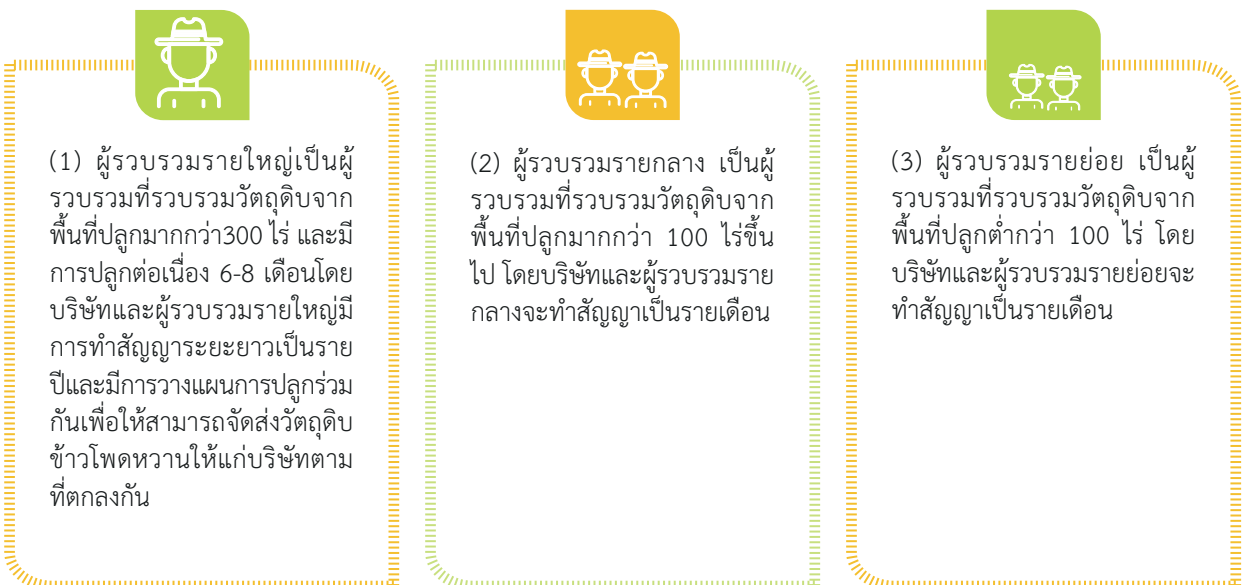 (1) ผู้รวบรวมรายใหญ่เป็นผู้
รวบรวมที่รวบรวมวัตถุดิบจาก
พื้นที่ปลูกมากกว่า300 ไร่ และมี
การปลูกต่อเนื่อง 6-8 เดือนโดย
บริษัทและผู้รวบรวมรายใหญ่มี
การทำสัญญาระยะยาวเป็นราย
ปีและมีการวางแผนการปลูกร่วม
กันเพื่อให้สามารถจัดส่งวัตถุดิบ
ข้าวโพดหวานให้แก่บริษัทตาม
ที่ตกลงกัน
(2) ผู้รวบรวมรายกลาง เป็นผู้
รวบรวมที่รวบรวมวัตถุดิบจาก
พื้นที่ปลูกมากกว่า 100 ไร่ขึ้น
ไป โดยบริษัทและผู้รวบรวมราย
กลางจะทำสัญญาเป็นรายเดือน
(3) ผู้รวบรวมรายย่อย เป็นผู้
รวบรวมที่รวบรวมวัตถุดิบจาก
พื้นที่ปลูกต่ำกว่า 100 ไร่ โดย
บริษัทและผู้รวบรวมรายย่อยจะ
ทำสัญญาเป็นรายเดือน